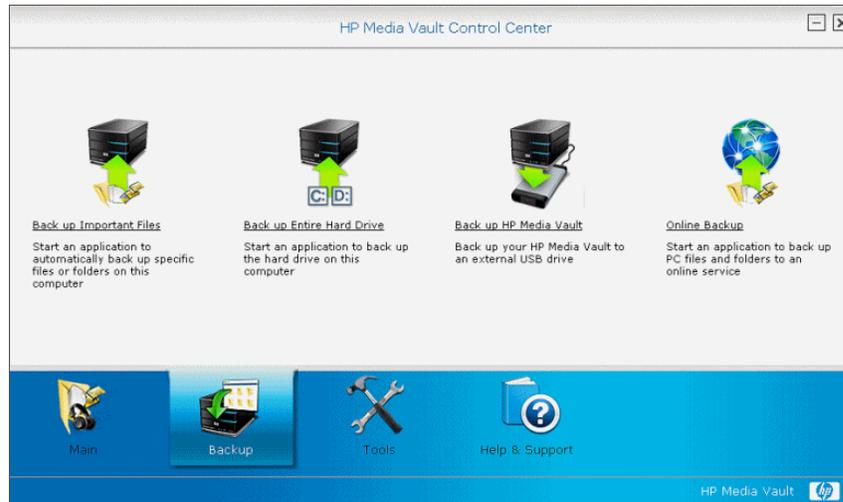 HP Media Vault Control Center
Back up Important Files
Start an application to
automatically back up specific
files or folders on this
computer
C: D:
Back up Entire Hard Drive
Start an application to back up
the hard drive on this
computer
Back up HP Media Vault
Back up your HP Media Vault to
an external USB drive
Online Backup
Start an application to back up
PC files and folders to an
online service
Main
Backup
Tools
Help & Support
HP Media Vault
hp